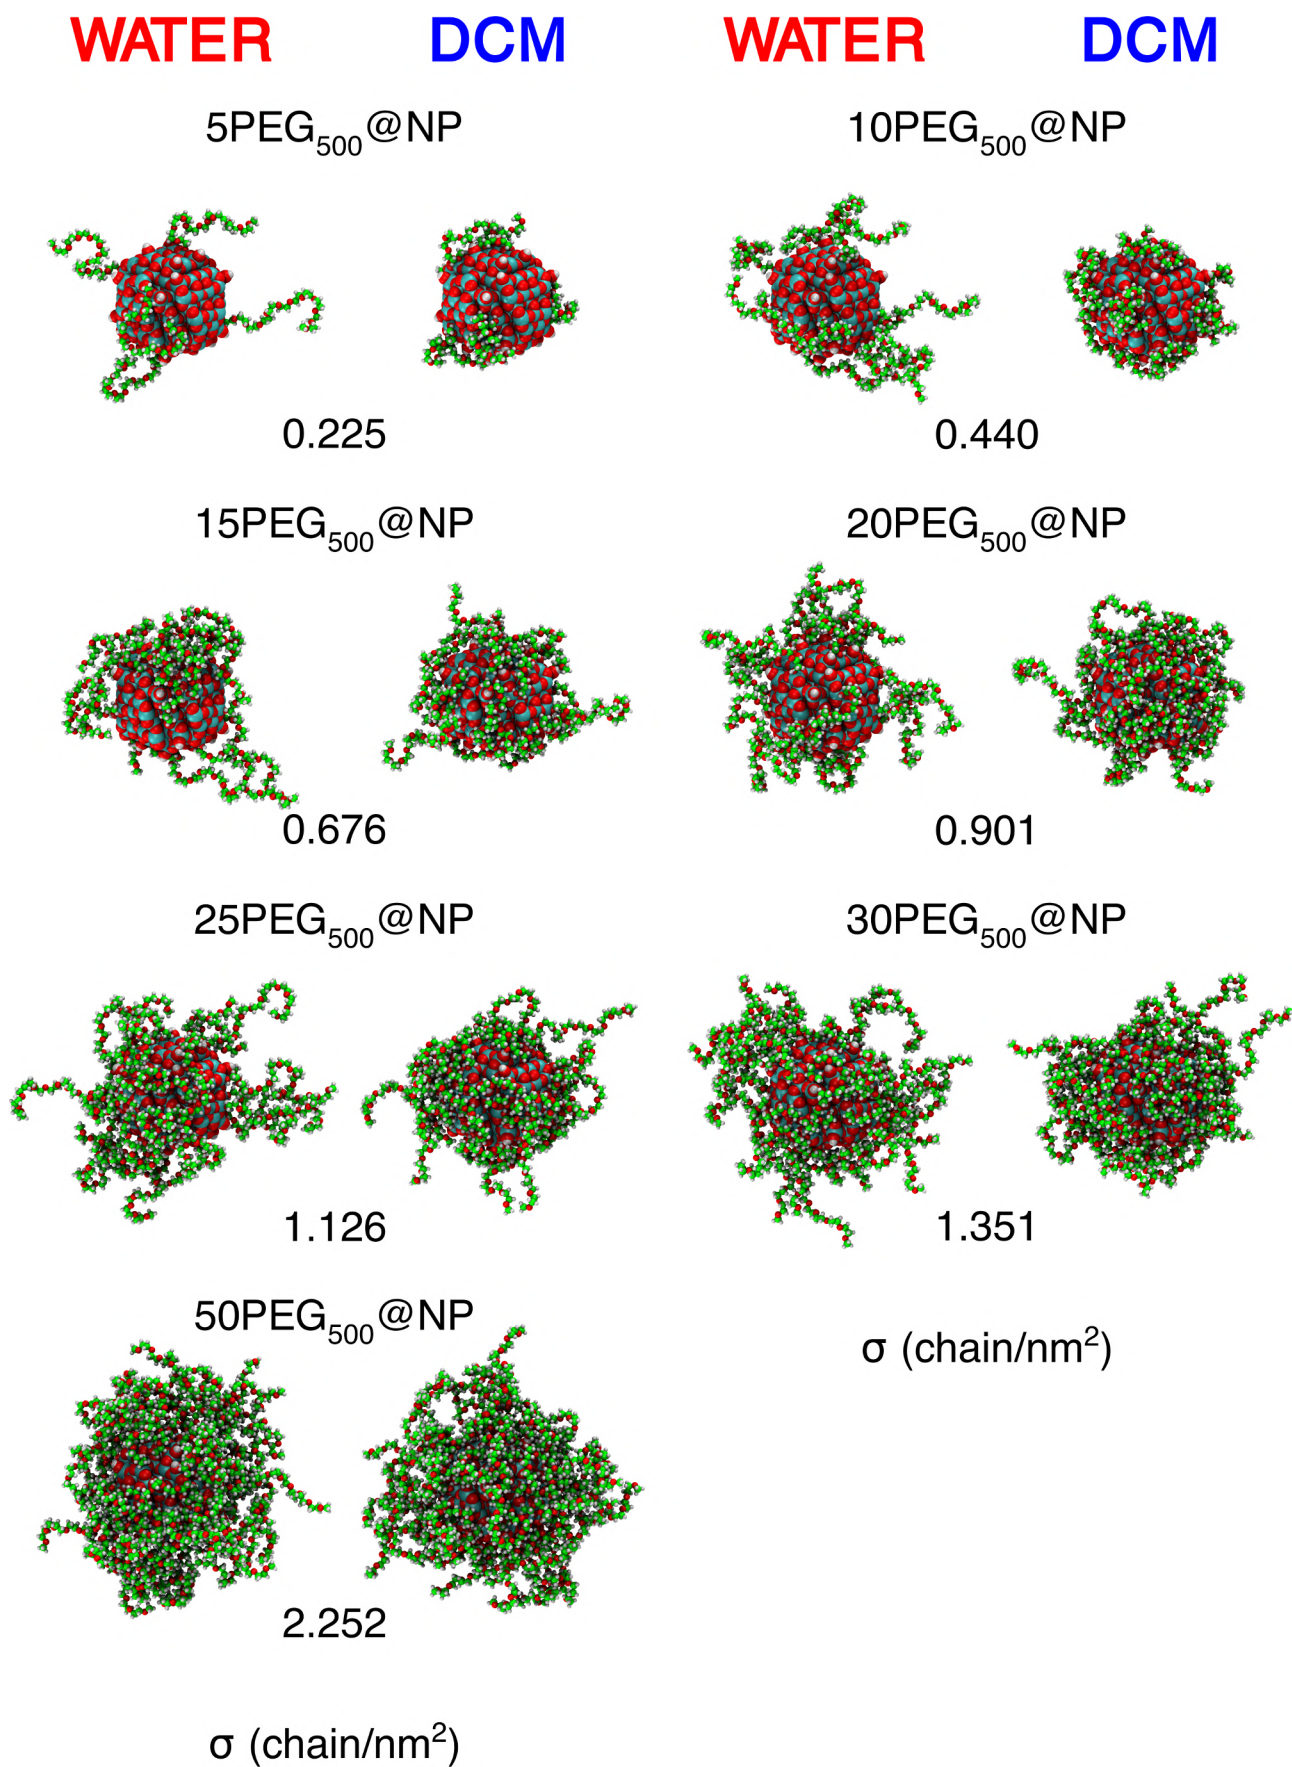 WATER DCM WATER DCM
5PEG₅₀₀@NP 10PEG₅₀₀@NP
0.225 0.440
15PEG₅₀₀@NP 20PEG₅₀₀@NP
0.676 0.901
25PEG₅₀₀@NP 30PEG₅₀₀@NP
1.126 1.351
50PEG₅₀₀@NP
σ (chain/nm²)
2.252
σ (chain/nm²)